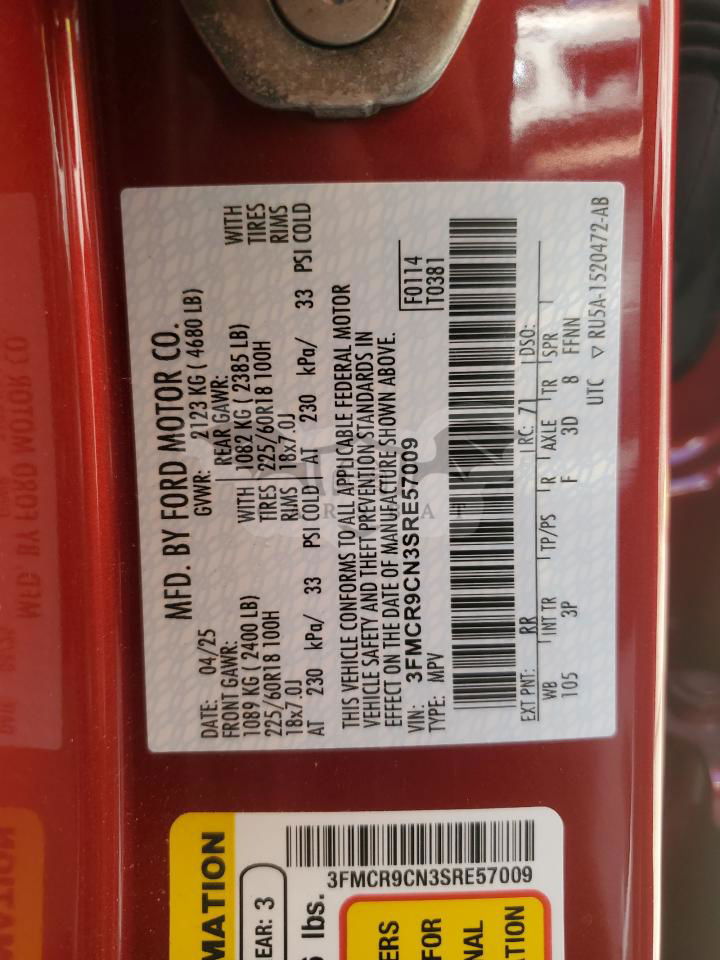 MFD. BY FORD MOTOR CO.
DATE: 04/25 GVWR: 2123 KG ( 4680 LB)
FRONT GAWR: REAR GAWR:
1089 KG ( 2400 LB) WITH 1082 KG ( 2385 LB) WITH
225/60R18 100H TIRES 225/60R18 100H TIRES
18x7.0J RIMS 18x7.0J RIMS
AT 230 kPa/ 33 PSI COLD AT 230 kPa/ 33 PSI COLD
THIS VEHICLE CONFORMS TO ALL APPLICABLE FEDERAL MOTOR
VEHICLE SAFETY AND THEFT PREVENTION STANDARDS IN
EFFECT ON THE DATE OF MANUFACTURE SHOWN ABOVE.
VIN: 3FMCR9CN3SRE57009 F0114
TYPE: MPV T0381
EXT PNT: RR RC: 71 DSO:
WB INT TR TP/PS R AXLE TR SPR
105 3P F 3D 8 FFNN
UTC ▽ RU5A-1520472-AB
MATION
EAR: 3
lbs.
3FMCR9CN3SRE57009
ERS
FOR
NAL
TION